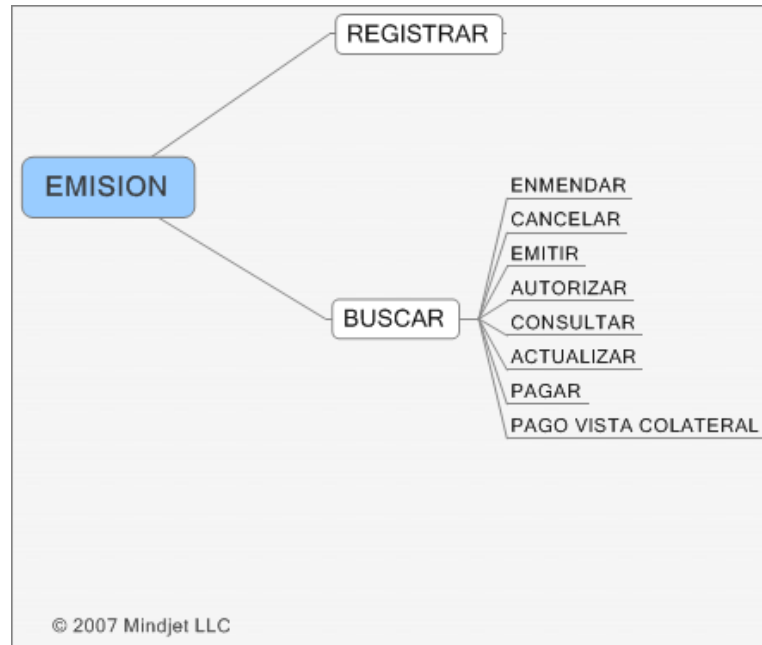 REGISTRAR
EMISION
ENMENDAR
CANCELAR
EMITIR
AUTORIZAR
BUSCAR
CONSULTAR
ACTUALIZAR
PAGAR
PAGO VISTA COLATERAL
© 2007 Mindjet LLC